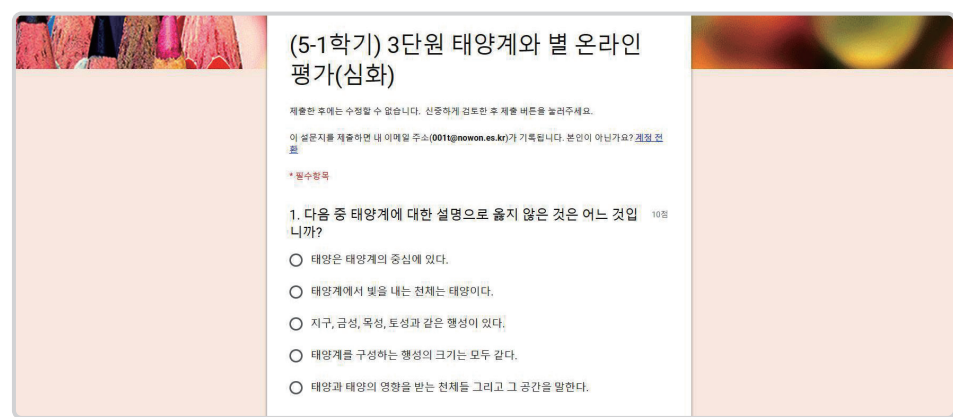 (5-1학기) 3단원 태양계와 별 온라인
평가(심화)
제출한 후에는 수정할 수 없습니다. 신중하게 검토한 후 제출 버튼을 눌러주세요.
이 설문지를 제출하면 내 이메일 주소(001t@nowon.es.kr)가 기록됩니다. 본인이 아닌가요? 계정 전
환
* 필수항목
1. 다음 중 태양계에 대한 설명으로 옳지 않은 것은 어느 것입 10점
니까?
태양은 태양계의 중심에 있다.
태양계에서 빛을 내는 천체는 태양이다.
지구, 금성, 목성, 토성과 같은 행성이 있다.
태양계를 구성하는 행성의 크기는 모두 같다.
태양과 태양의 영향을 받는 천체들 그리고 그 공간을 말한다.